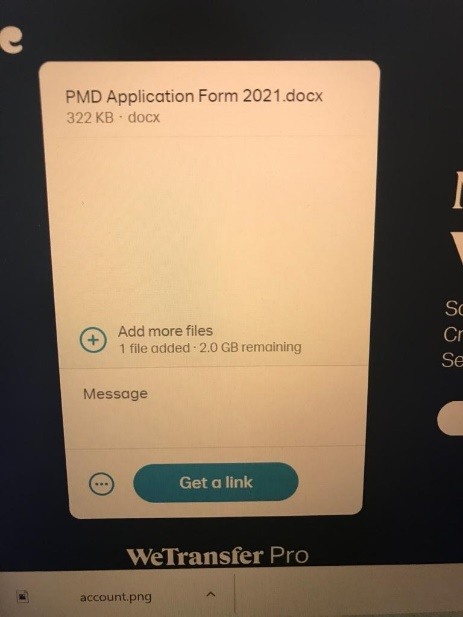 e
PMD Application Form 2021.docx
322 KB · docx
Add more files
1 file added · 2.0 GB remaining
Message
Get a link
WeTransfer Pro
account.png